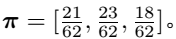 π = [21/62, 23/62, 18/62]。